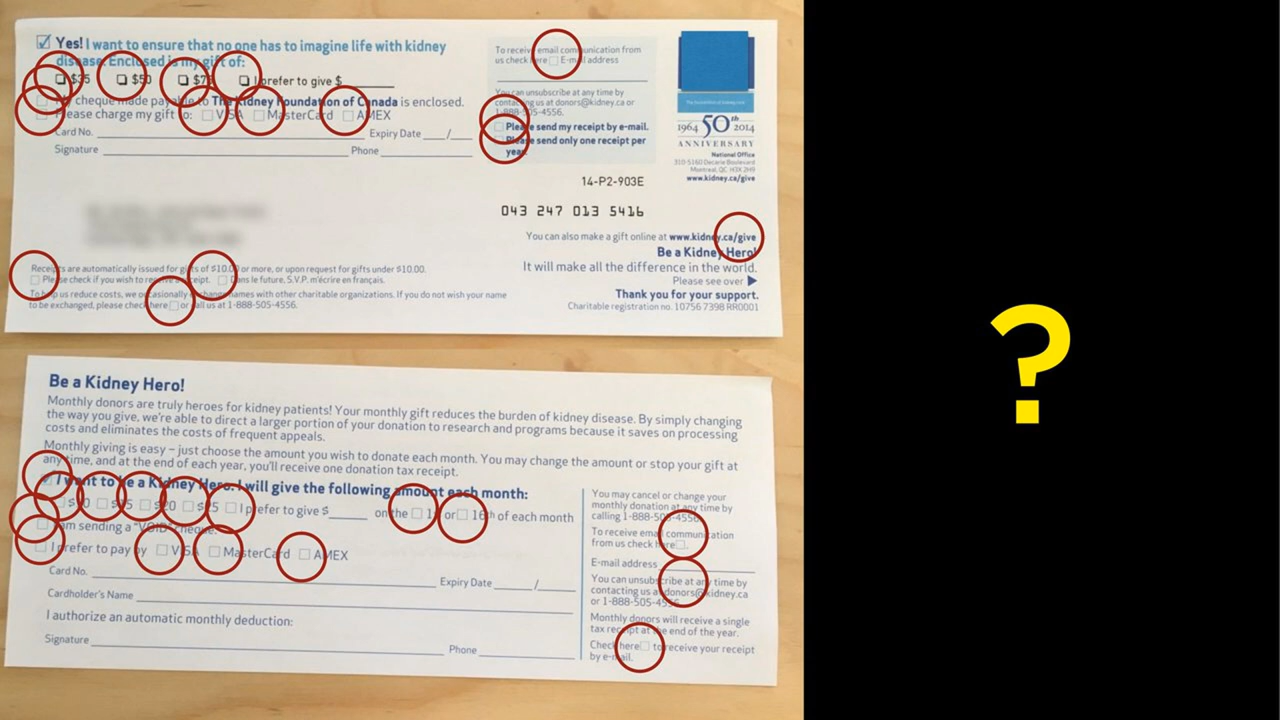 Yes! I want to ensure that no one has to imagine life with kidney
disease. Enclosed is my gift of:
$35 $50 $75 I prefer to give $
My cheque made payable to The Kidney Foundation of Canada is enclosed.
Please charge my gift to: VISA MasterCard AMEX
Card No. Expiry Date /
Signature Phone
To receive email communication from
us check here E-mail address
You can unsubscribe at any time by
contacting us at donors@kidney.ca or
1-888-505-4556.
Please send my receipt by e-mail.
Please send only one receipt per
year.
1964 50th 2014
ANNIVERSARY
National Office
310-5160 Decarie Boulevard
Montreal, QC H3X 2H9
www.kidney.ca/give
14-P2-903E
043 247 013 5416
You can also make a gift online at www.kidney.ca/give
Be a Kidney Hero!
It will make all the difference in the world.
Please see over ▶
Thank you for your support.
Charitable registration no. 10756 7398 RR0001
Receipts are automatically issued for gifts of $10.00 or more, or upon request for gifts under $10.00.
Please check if you wish to receive a receipt. Dans le future, S.V.P. m'écrire en français.
To help us reduce costs, we occasionally exchange names with other charitable organizations. If you do not wish your name
to be exchanged, please check here or call us at 1-888-505-4556.
Be a Kidney Hero!
Monthly donors are truly heroes for kidney patients! Your monthly gift reduces the burden of kidney disease. By simply changing
the way you give, we're able to direct a larger portion of your donation to research and programs because it saves on processing
costs and eliminates the costs of frequent appeals.
Monthly giving is easy – just choose the amount you wish to donate each month. You may change the amount or stop your gift at
any time, and at the end of each year, you'll receive one donation tax receipt.
I want to be a Kidney Hero. I will give the following amount each month:
$10 $15 $20 $25 I prefer to give $ on the 1st or 16th of each month
I am sending a "VOID" cheque.
I prefer to pay by VISA MasterCard AMEX
Card No. Expiry Date /
Cardholder's Name
I authorize an automatic monthly deduction:
Signature Phone
You may cancel or change your
monthly donation at any time by
calling 1-888-505-4556.
To receive email communication
from us check here .
E-mail address
You can unsubscribe at any time by
contacting us at donors@kidney.ca
or 1-888-505-4556
Monthly donors will receive a single
tax receipt at the end of the year.
Check here to receive your receipt
by e-mail.
?